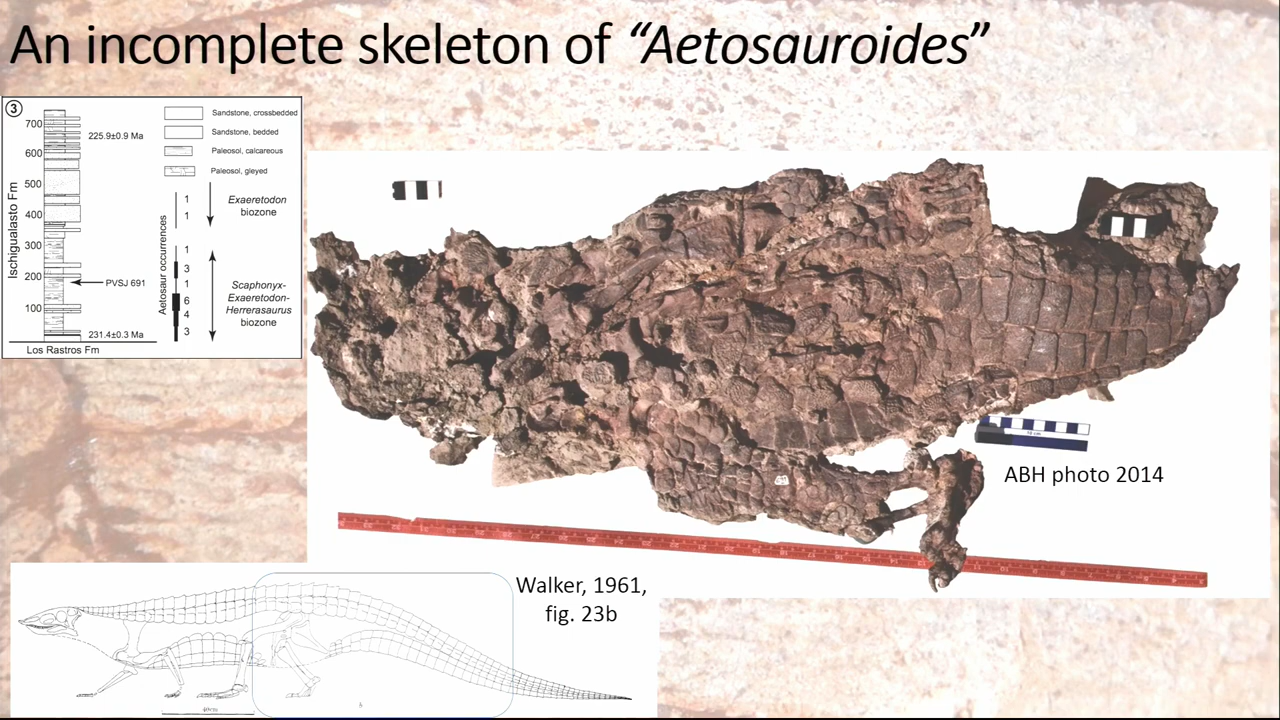 An incomplete skeleton of “Aetosauroides”
3
Ischigualasto Fm
700
600
500
400
300
200
100
225.9±0.9 Ma
PVSJ 691
231.4±0.3 Ma
Los Rastros Fm
Sandstone, crossbedded
Sandstone, bedded
Paleosol, calcareous
Paleosol, gleyed
Aetosaur occurrences
1
1
1
3
1
6
4
3
Exaeretodon
biozone
Scaphonyx-
Exaeretodon-
Herrerasaurus
biozone
10 cm
ABH photo 2014
Walker, 1961,
fig. 23b
b